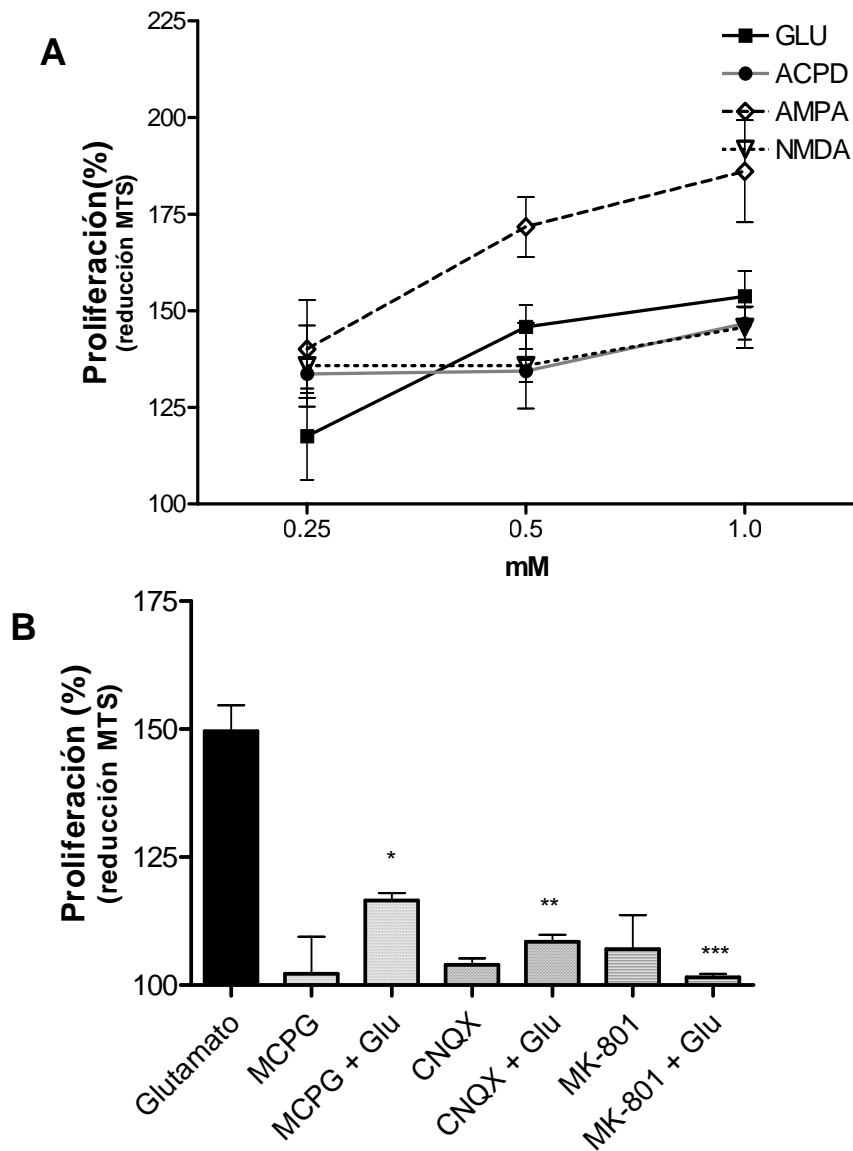 A
Proliferación(%)
(reducción MTS)
225
200
175
150
125
100
0.25
0.5
1.0
mM
GLU
ACPD
AMPA
NMDA
B
Proliferación (%)
(reducción MTS)
175
150
125
100
*
**
***
Glutamato
MCPG
MCPG + Glu
CNQX
CNQX + Glu
MK-801
MK-801 + Glu